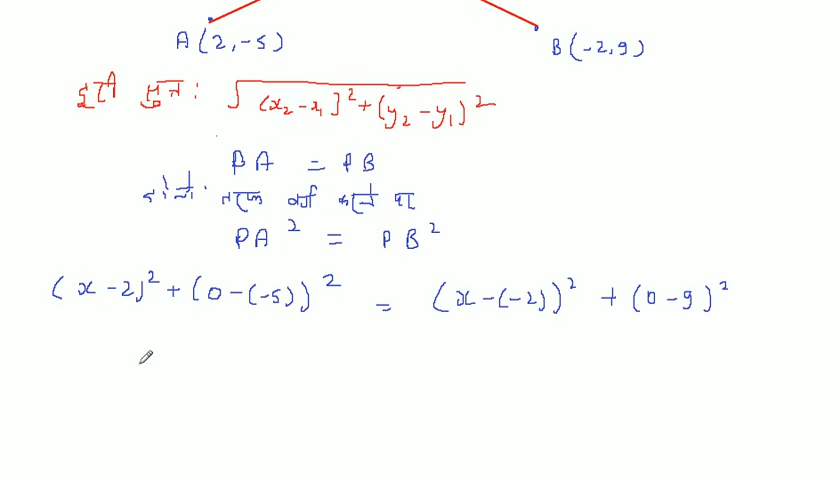 A(2,-5) B(-2,9)
दूरी सूत्र: √(x₂-x₁)²+(y₂-y₁)²
PA = PB
दोनों तरफ वर्ग करने पर
PA² = PB²
(x-2)²+(0-(-5))² = (x-(-2))² + (0-9)²